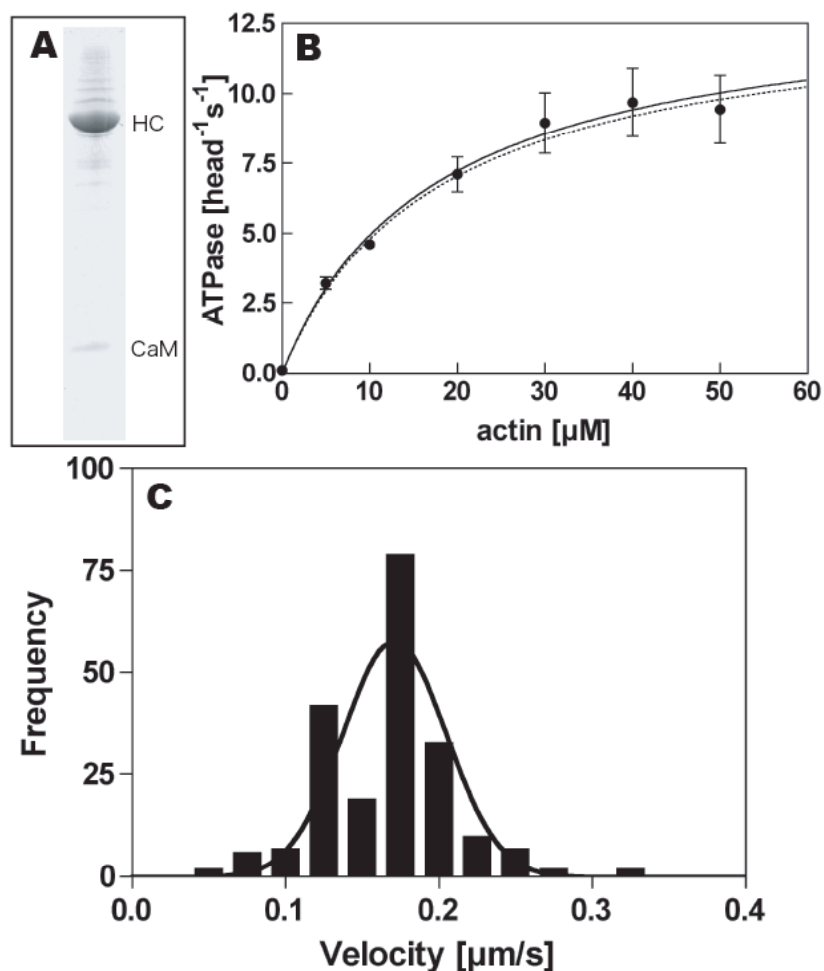 A
HC
CaM
B
ATPase [head⁻¹ s⁻¹]
12.5
10.0
7.5
5.0
2.5
0.0
0 10 20 30 40 50 60
actin [µM]
C
Frequency
100
75
50
25
0
0.0 0.1 0.2 0.3 0.4
Velocity [µm/s]